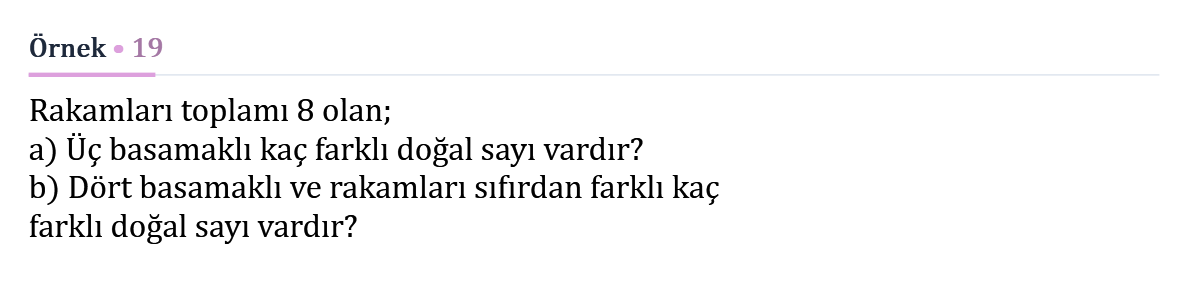 Örnek • 19
Rakamları toplamı 8 olan;
a) Üç basamaklı kaç farklı doğal sayı vardır?
b) Dört basamaklı ve rakamları sıfırdan farklı kaç
farklı doğal sayı vardır?